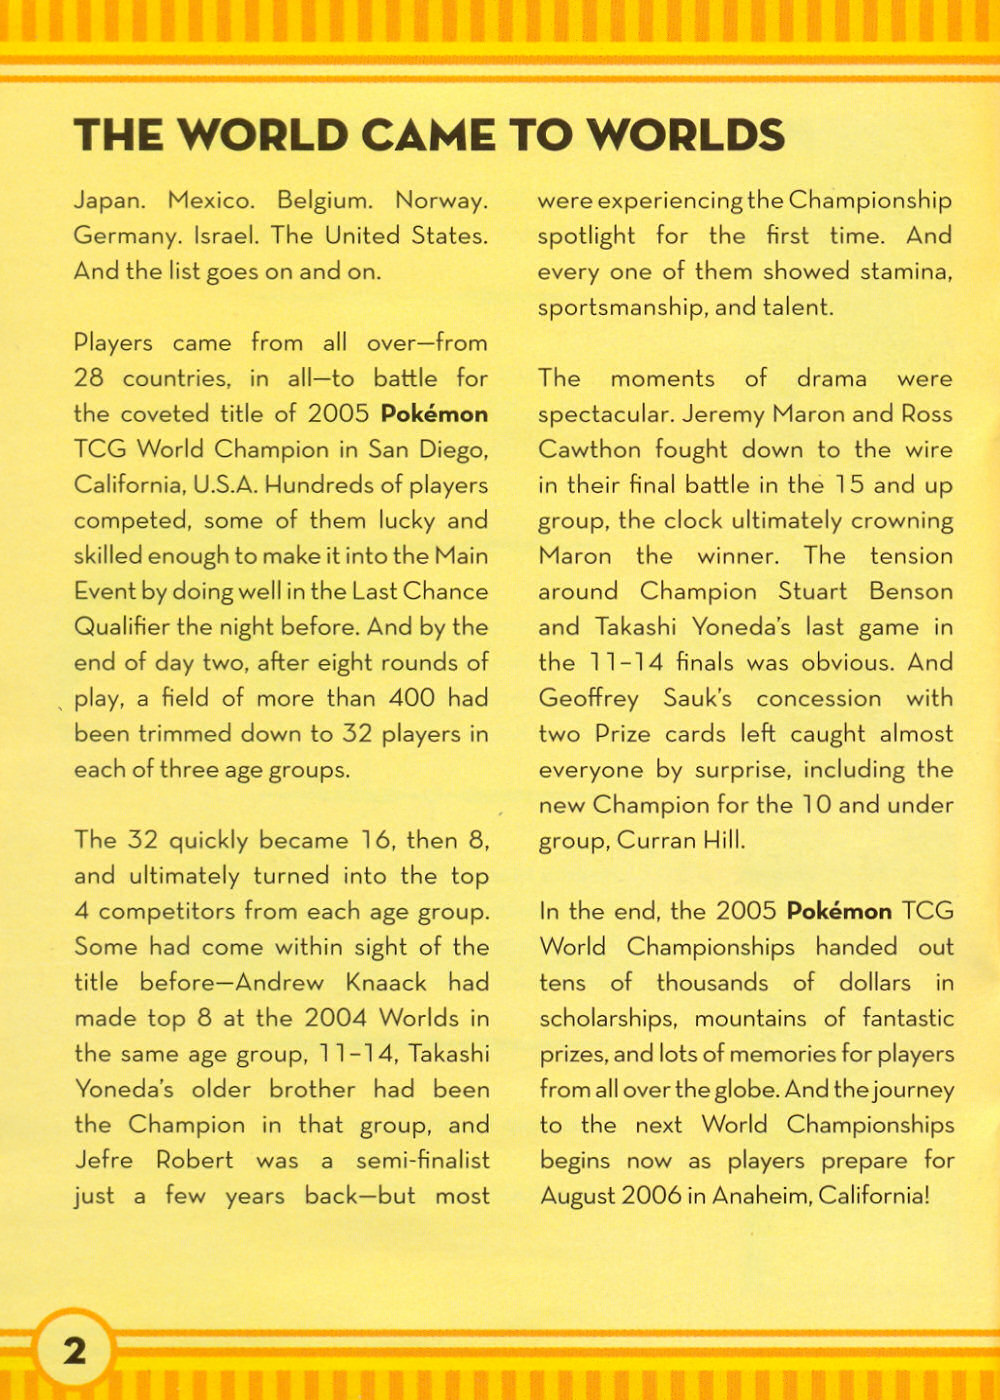 THE WORLD CAME TO WORLDS
Japan. Mexico. Belgium. Norway.
Germany. Israel. The United States.
And the list goes on and on.
Players came from all over—from
28 countries, in all—to battle for
the coveted title of 2005 Pokémon
TCG World Champion in San Diego,
California, U.S.A. Hundreds of players
competed, some of them lucky and
skilled enough to make it into the Main
Event by doing well in the Last Chance
Qualifier the night before. And by the
end of day two, after eight rounds of
play, a field of more than 400 had
been trimmed down to 32 players in
each of three age groups.
The 32 quickly became 16, then 8,
and ultimately turned into the top
4 competitors from each age group.
Some had come within sight of the
title before—Andrew Knaack had
made top 8 at the 2004 Worlds in
the same age group, 11–14, Takashi
Yoneda's older brother had been
the Champion in that group, and
Jefre Robert was a semi-finalist
just a few years back—but most
were experiencing the Championship
spotlight for the first time. And
every one of them showed stamina,
sportsmanship, and talent.
The moments of drama were
spectacular. Jeremy Maron and Ross
Cawthon fought down to the wire
in their final battle in the 15 and up
group, the clock ultimately crowning
Maron the winner. The tension
around Champion Stuart Benson
and Takashi Yoneda's last game in
the 11–14 finals was obvious. And
Geoffrey Sauk's concession with
two Prize cards left caught almost
everyone by surprise, including the
new Champion for the 10 and under
group, Curran Hill.
In the end, the 2005 Pokémon TCG
World Championships handed out
tens of thousands of dollars in
scholarships, mountains of fantastic
prizes, and lots of memories for players
from all over the globe. And the journey
to the next World Championships
begins now as players prepare for
August 2006 in Anaheim, California!
2